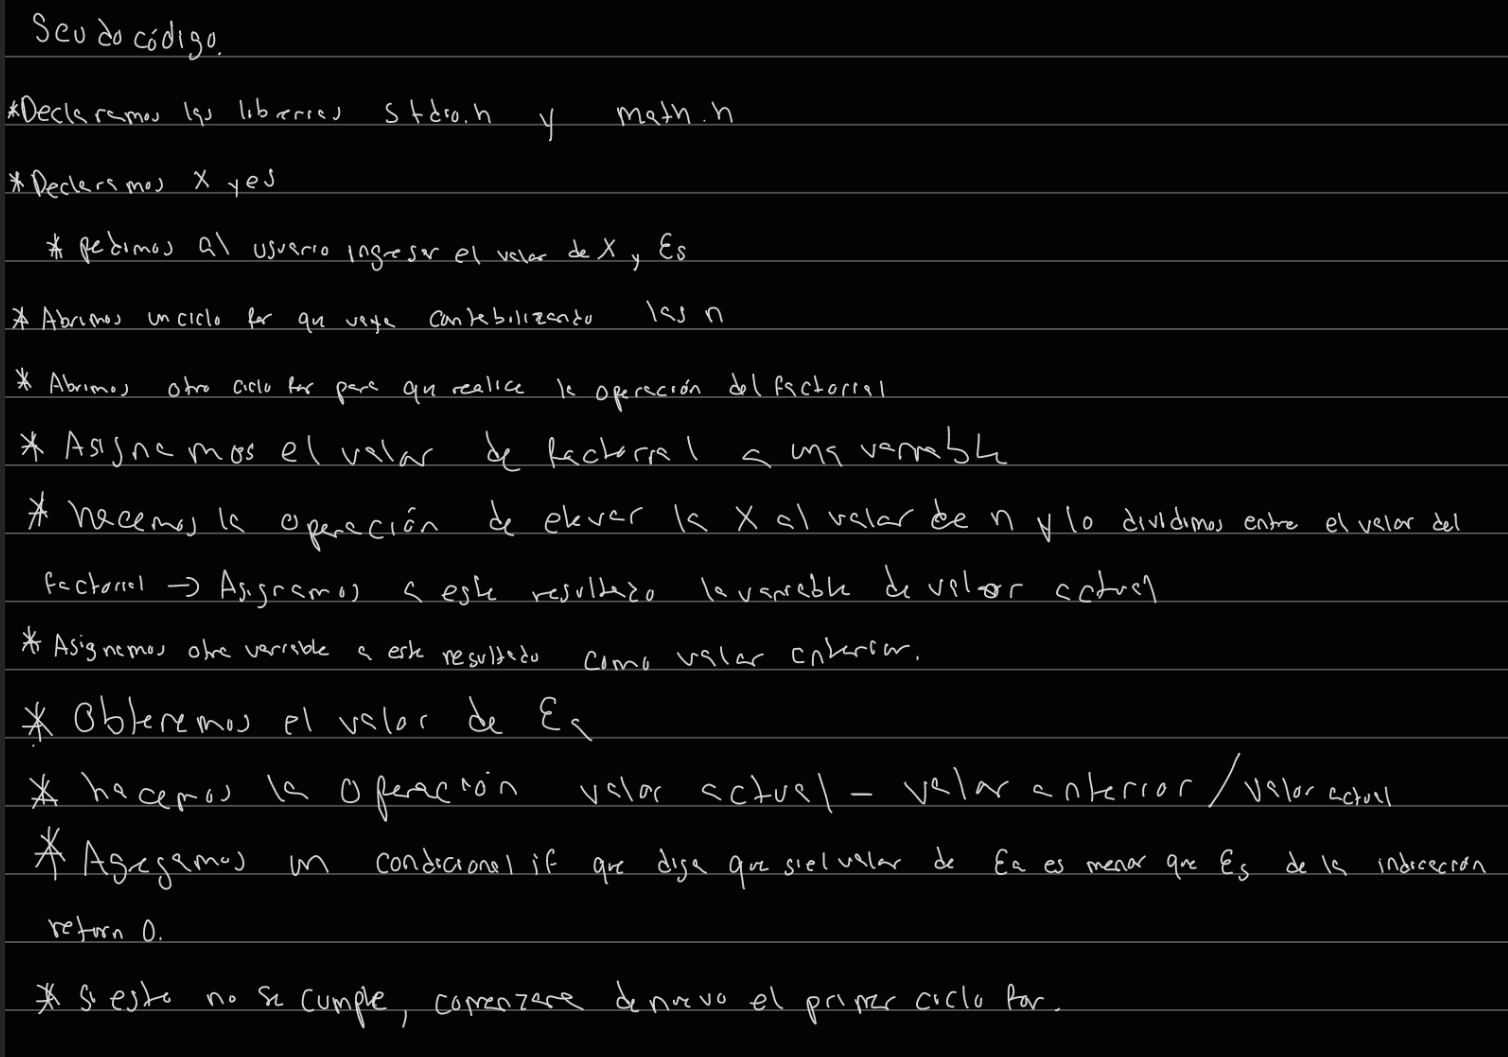 Seudo código.
*Declaramos las librerias stdio.h y math.h
* Declaramos X y es
* pedimos al usuario ingresar el valor de X y Es
* Abrimos un ciclo for que vaya contabilizando las n
* Abrimos otro ciclo for para que realice la operación del factorial
* Asignamos el valor de factorial a una variable
* hacemos la operación de elevar la X al valor de n y lo dividimos entre el valor del
factorial → Asignamos a este resultado la variable de valor actual
* Asignamos otra variable a este resultado como valor anterior.
* Obtenemos el valor de Ea
* hacemos la operación valor actual - valor anterior / valor actual
* Agregamos un condicional if que diga que si el valor de Ea es menor que Es de la indicación
return 0.
* Si esto no se cumple, comenzara de nuevo el primer ciclo for.